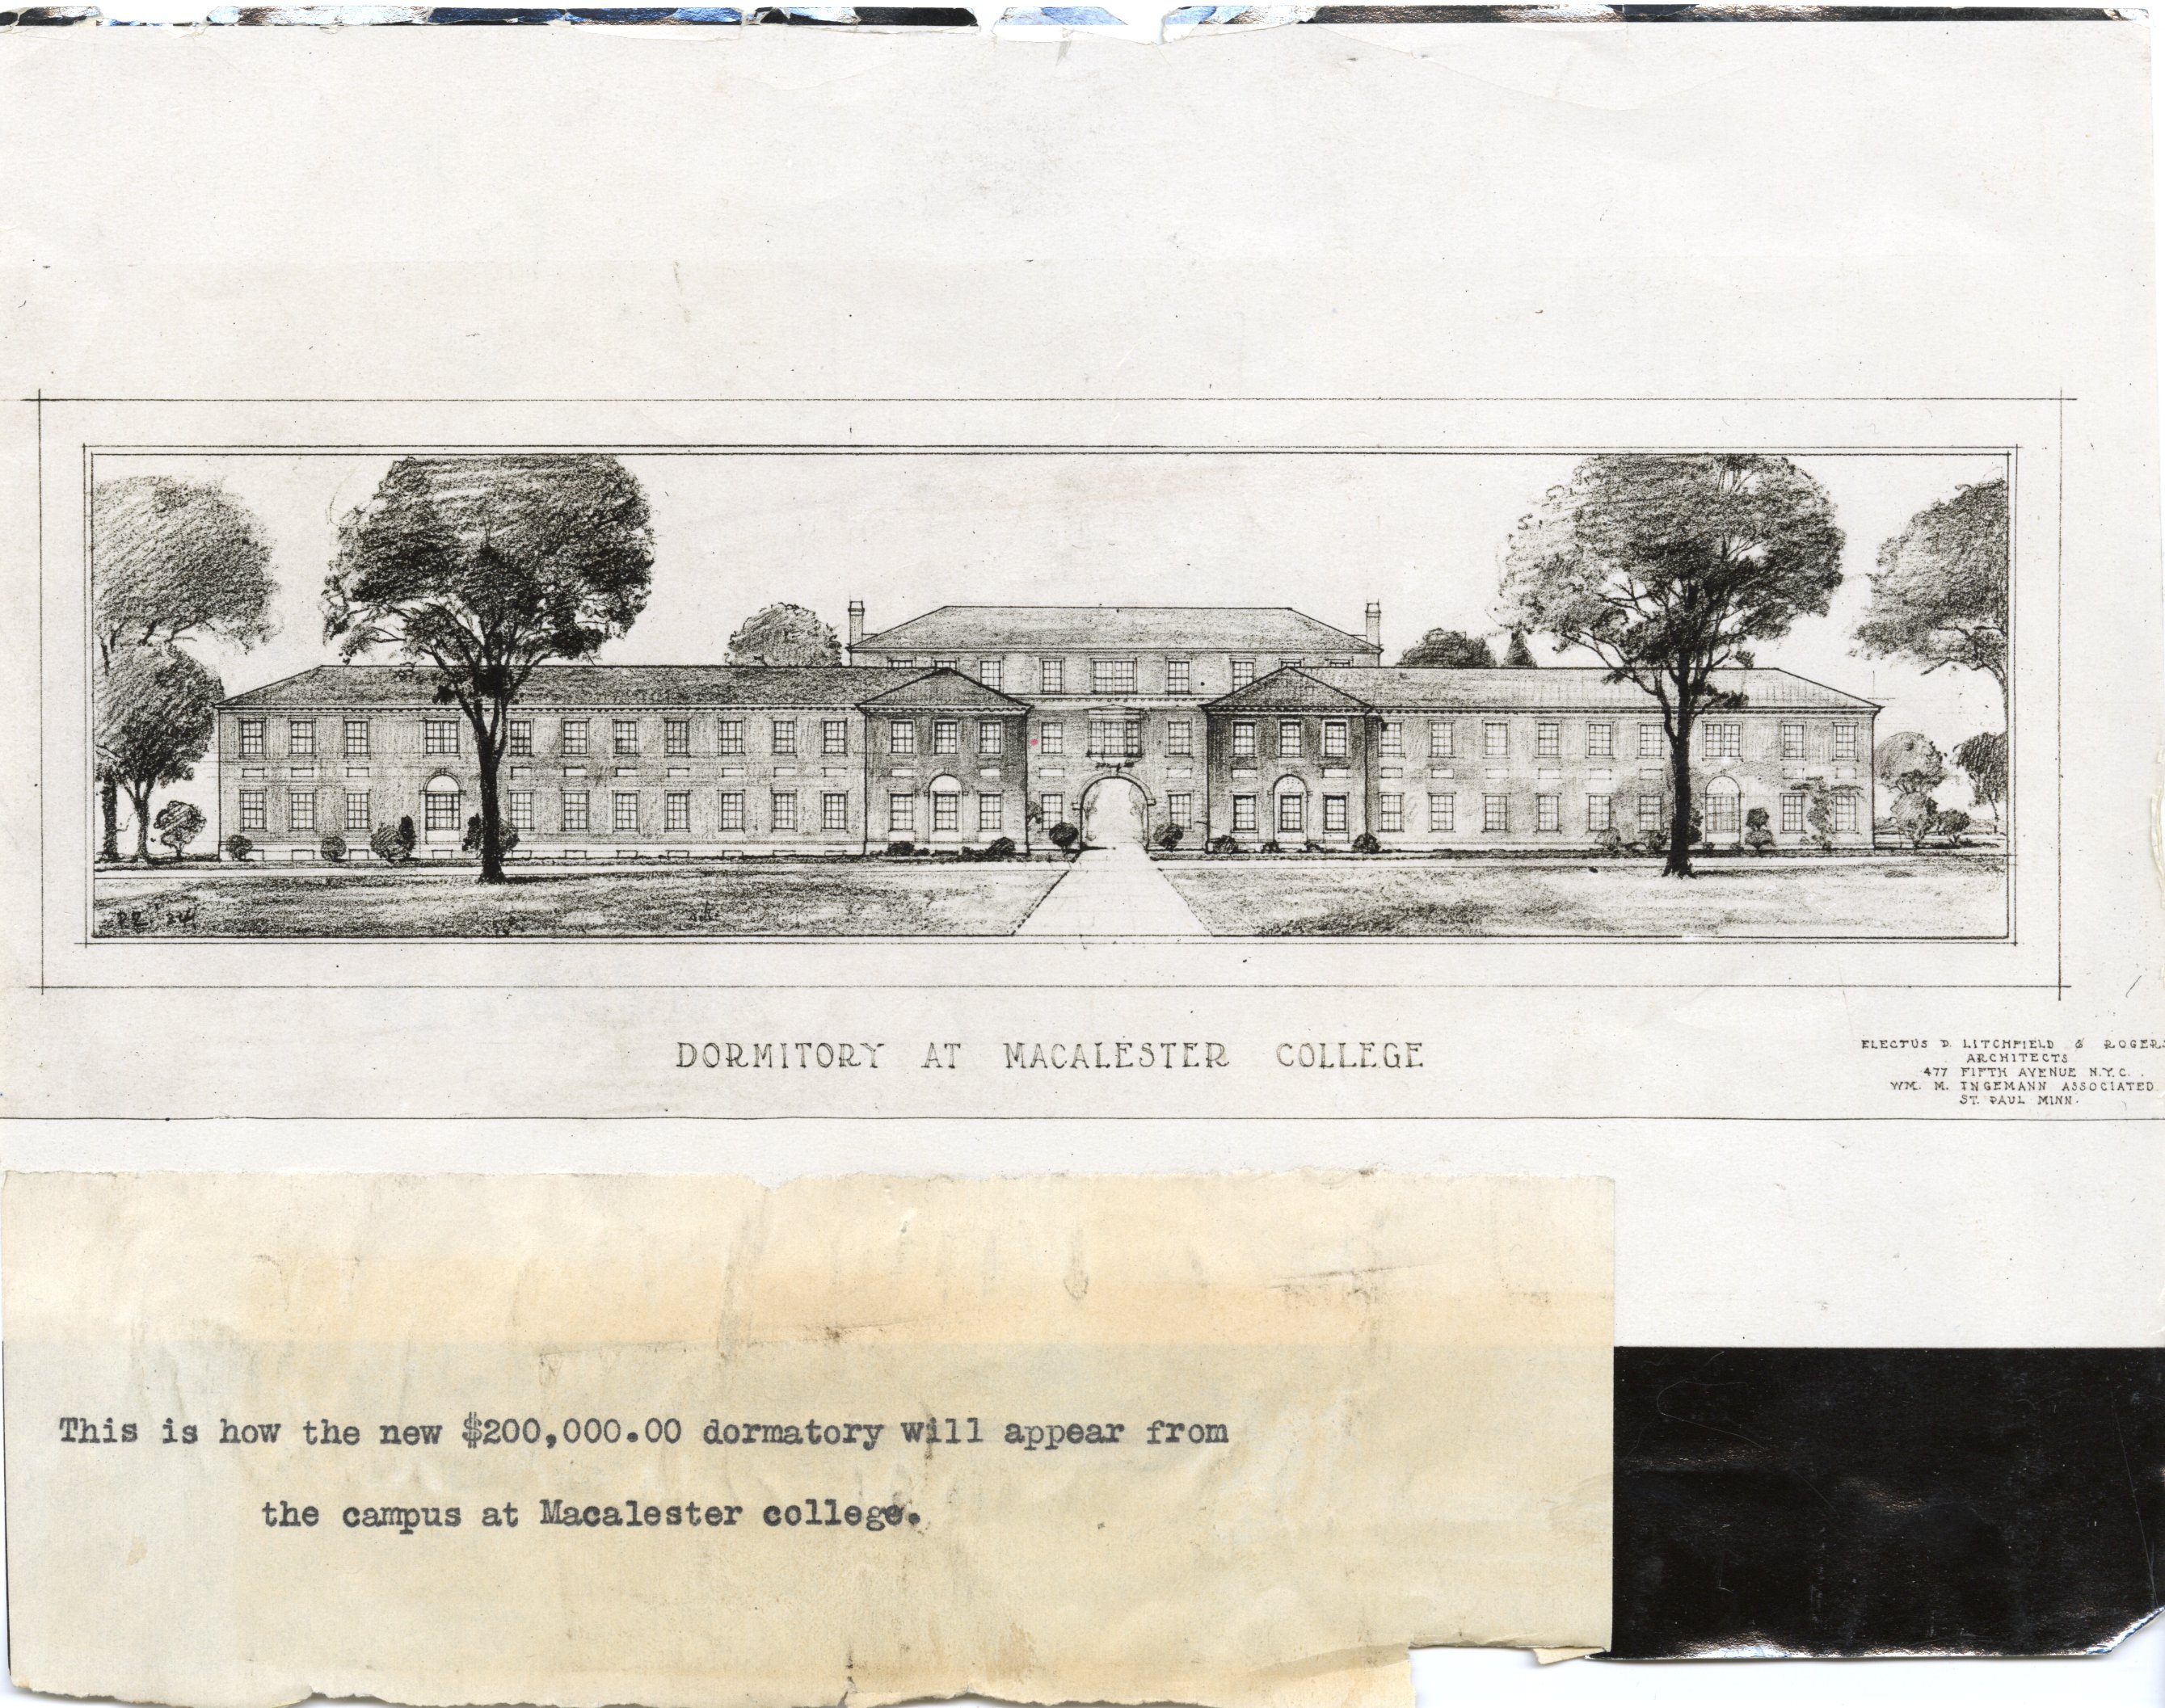 DORMITORY AT MACALESTER COLLEGE
ELECTUS D. LITCHFIELD & ROGERS
ARCHITECTS
477 FIFTH AVENUE N.Y.C.
WM. M. INGEMANN ASSOCIATED
ST. PAUL MINN.
This is how the new $200,000.00 dormatory will appear from
the campus at Macalester college.